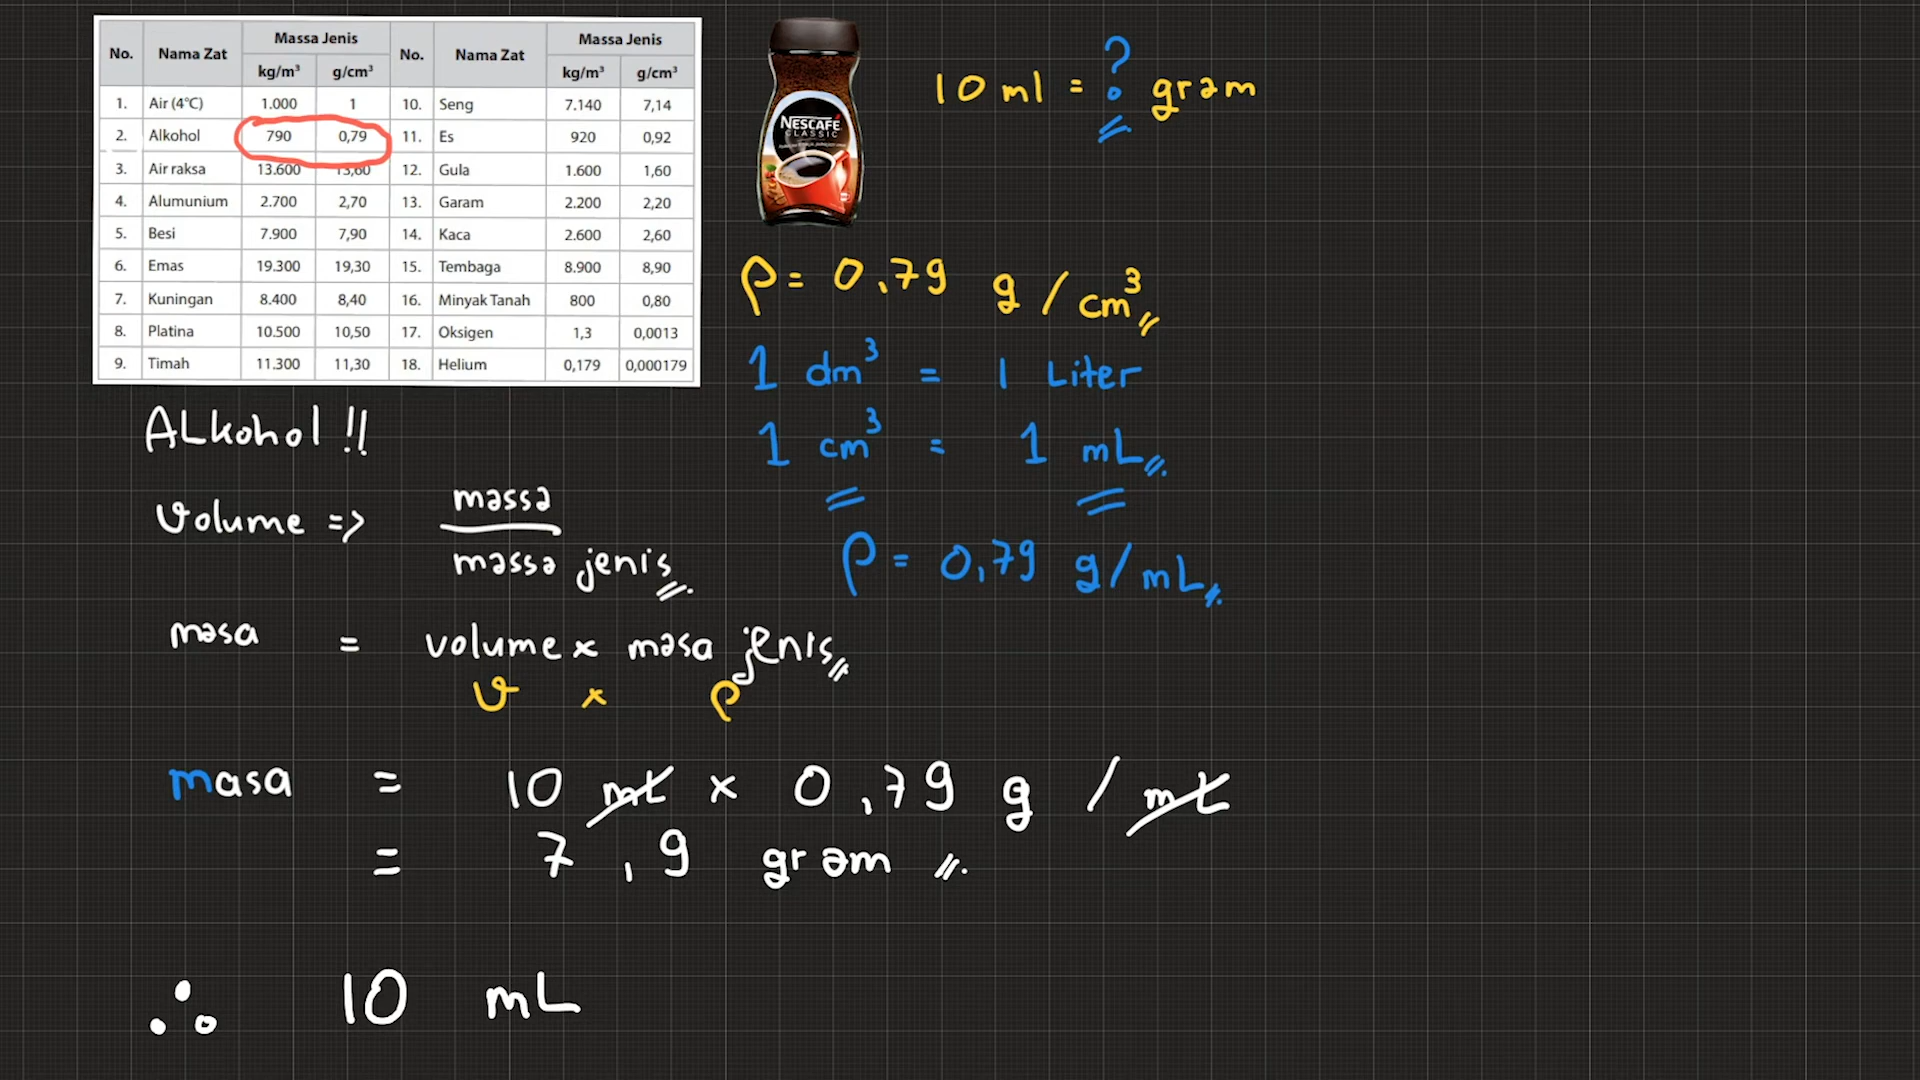 No. Nama Zat Massa Jenis No. Nama Zat Massa Jenis
kg/m³ g/cm³ kg/m³ g/cm³
1. Air (4°C) 1.000 1 10. Seng 7.140 7,14
2. Alkohol 790 0,79 11. Es 920 0,92
3. Air raksa 13.600 13,60 12. Gula 1.600 1,60
4. Alumunium 2.700 2,70 13. Garam 2.200 2,20
5. Besi 7.900 7,90 14. Kaca 2.600 2,60
6. Emas 19.300 19,30 15. Tembaga 8.900 8,90
7. Kuningan 8.400 8,40 16. Minyak Tanah 800 0,80
8. Platina 10.500 10,50 17. Oksigen 1,3 0,0013
9. Timah 11.300 11,30 18. Helium 0,179 0,000179
NESCAFÉ
CLASSIC
10 ml = ? gram
ρ = 0,79 g/cm³
1 dm³ = 1 Liter
1 cm³ = 1 mL
ρ = 0,79 g/mL
ALkohol !!
Volume => massa
massa jenis
masa = volume x masa jenis
v x ρ
masa = 10 mL x 0,79 g / mL
= 7,9 gram
∴ 10 mL